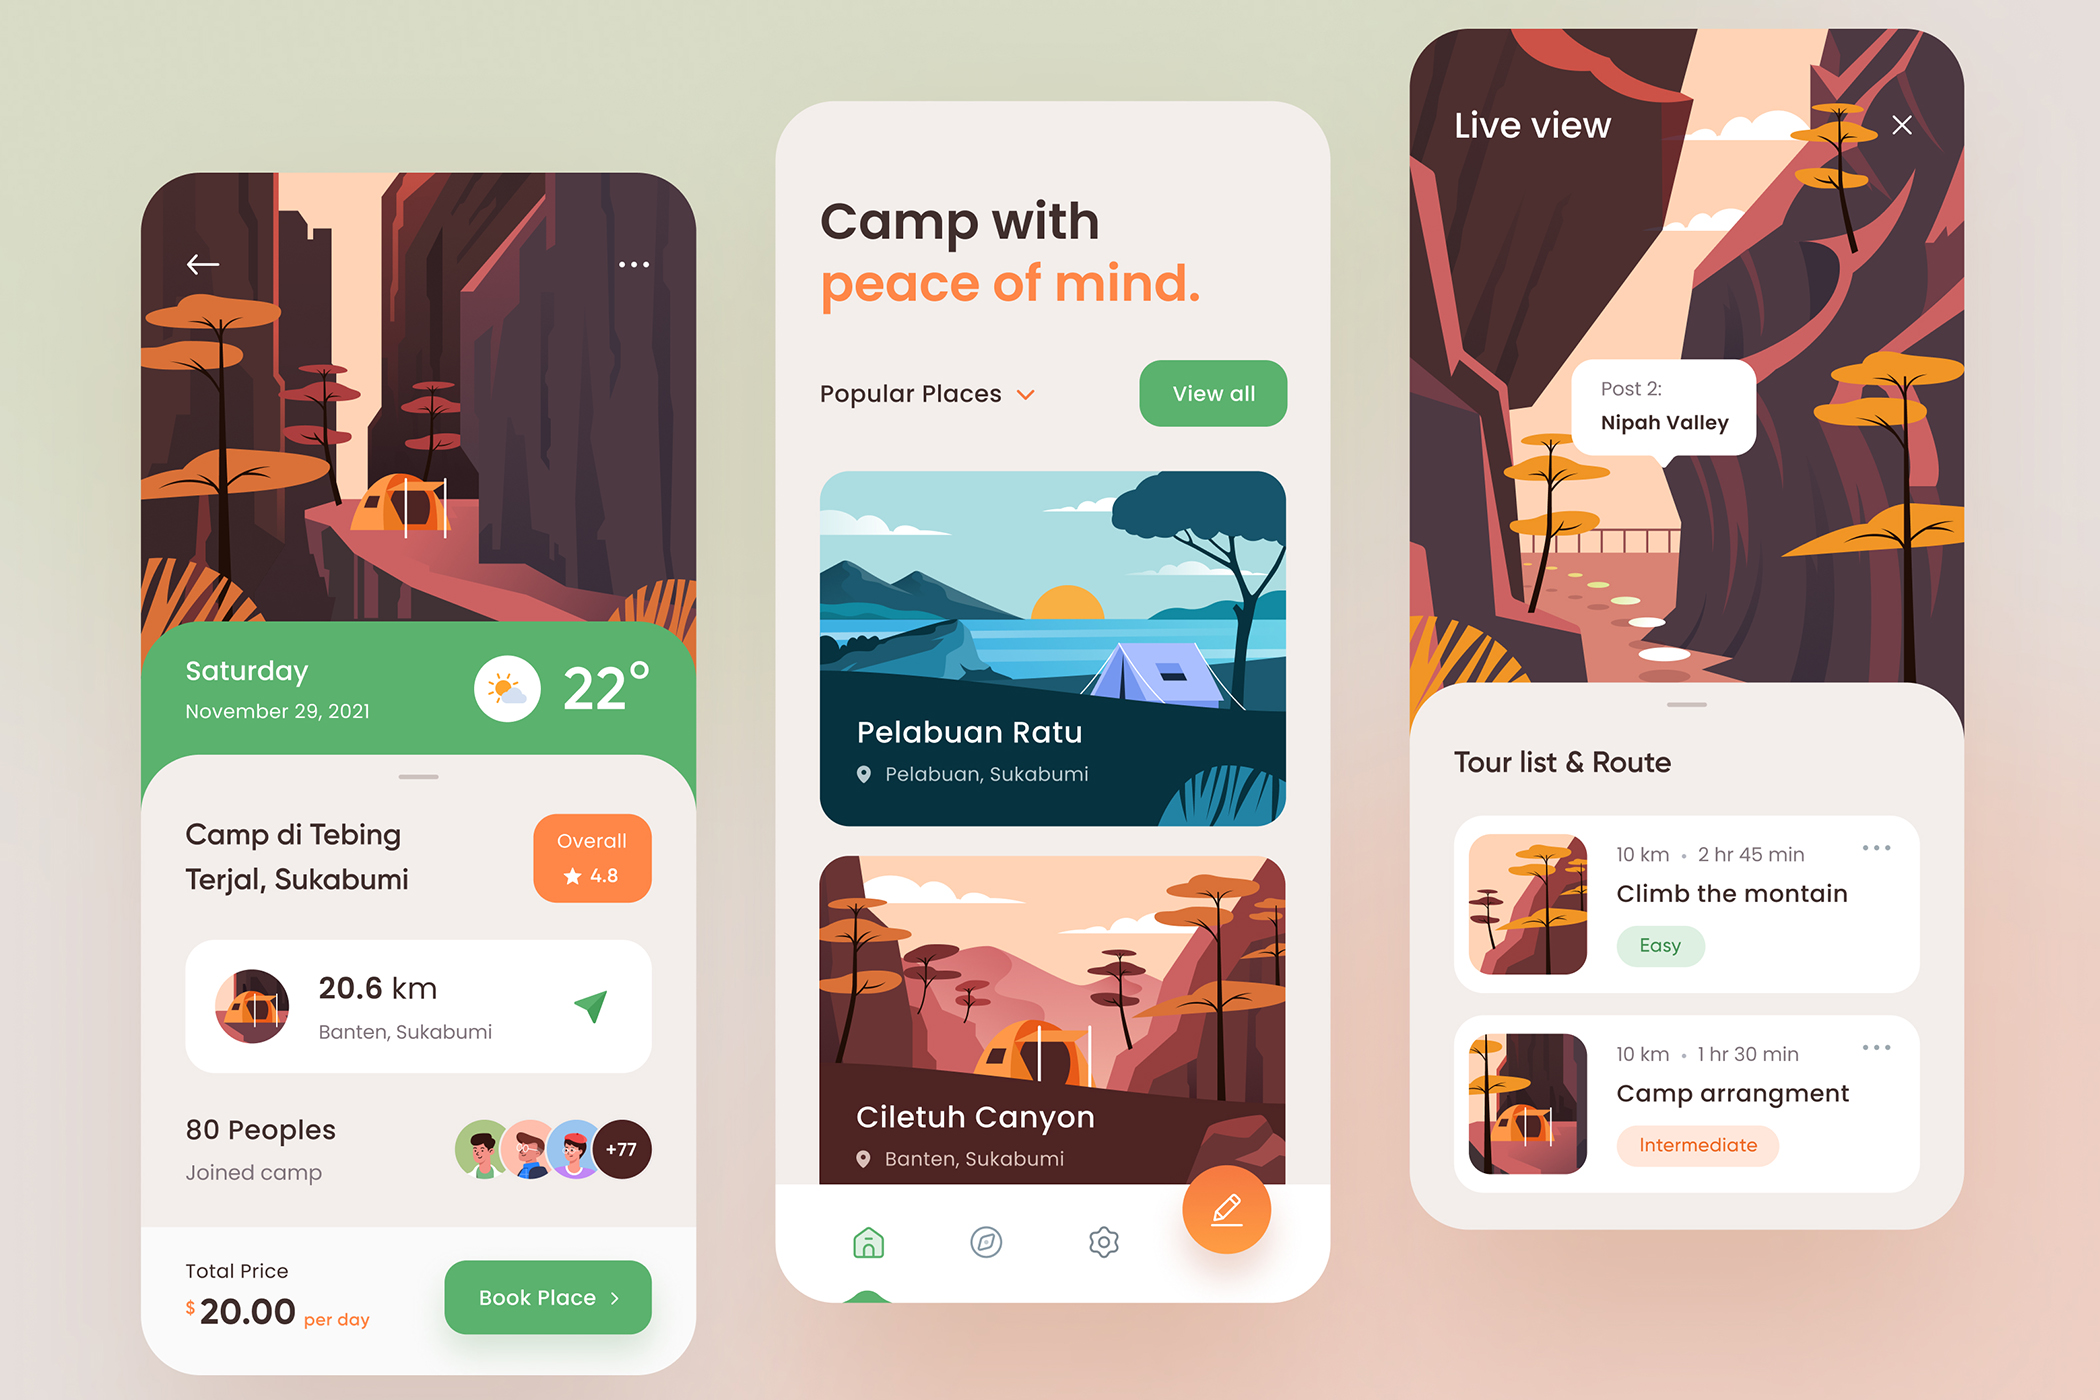 Saturday
November 29, 2021
22°
Camp di Tebing
Terjal, Sukabumi
Overall
4.8
20.6 km
Banten, Sukabumi
80 Peoples
Joined camp
+77
Total Price
$20.00 per day
Book Place
Camp with
peace of mind.
Popular Places
View all
Pelabuan Ratu
Pelabuan, Sukabumi
Ciletuh Canyon
Banten, Sukabumi
Live view
Post 2:
Nipah Valley
Tour list & Route
10 km • 2 hr 45 min
Climb the montain
Easy
10 km • 1 hr 30 min
Camp arrangment
Intermediate